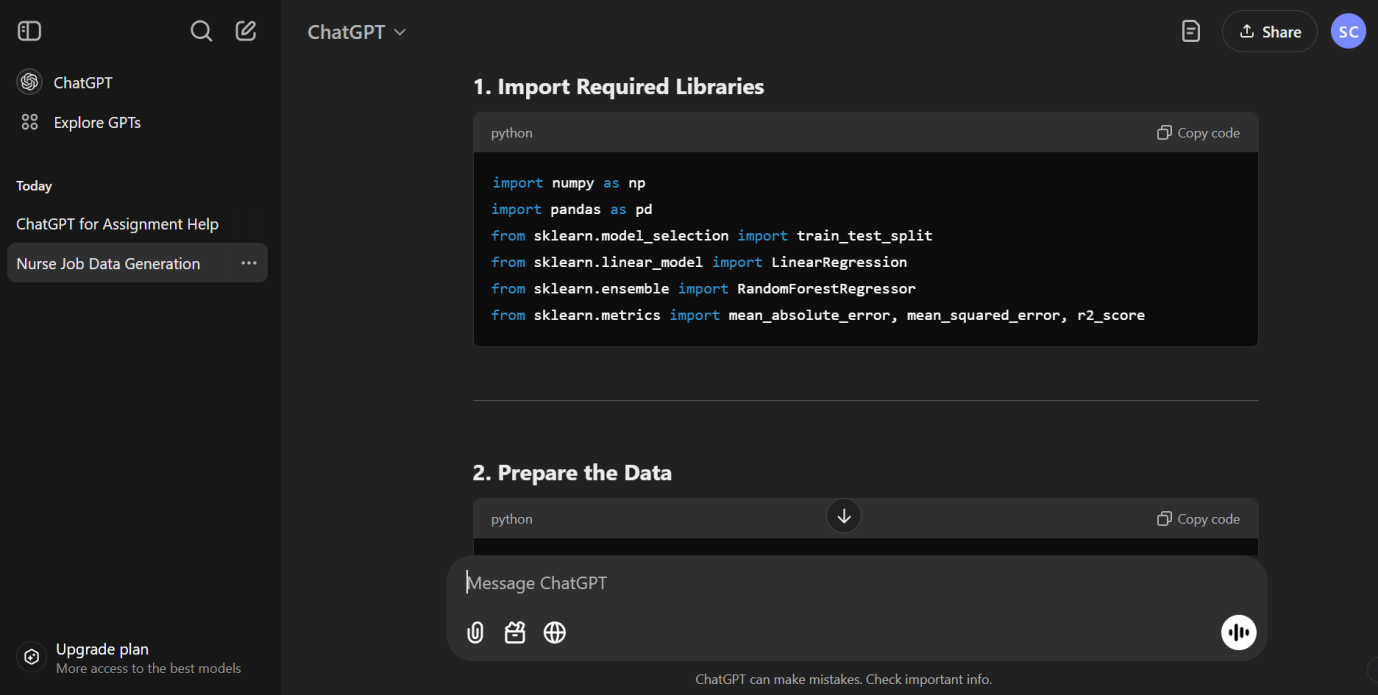 ChatGPT
Explore GPTs
Today
ChatGPT for Assignment Help
Nurse Job Data Generation
Upgrade plan
More access to the best models
ChatGPT
Share
SC
1. Import Required Libraries
python
Copy code
import numpy as np
import pandas as pd
from sklearn.model_selection import train_test_split
from sklearn.linear_model import LinearRegression
from sklearn.ensemble import RandomForestRegressor
from sklearn.metrics import mean_absolute_error, mean_squared_error, r2_score
2. Prepare the Data
python
Copy code
Message ChatGPT
ChatGPT can make mistakes. Check important info.